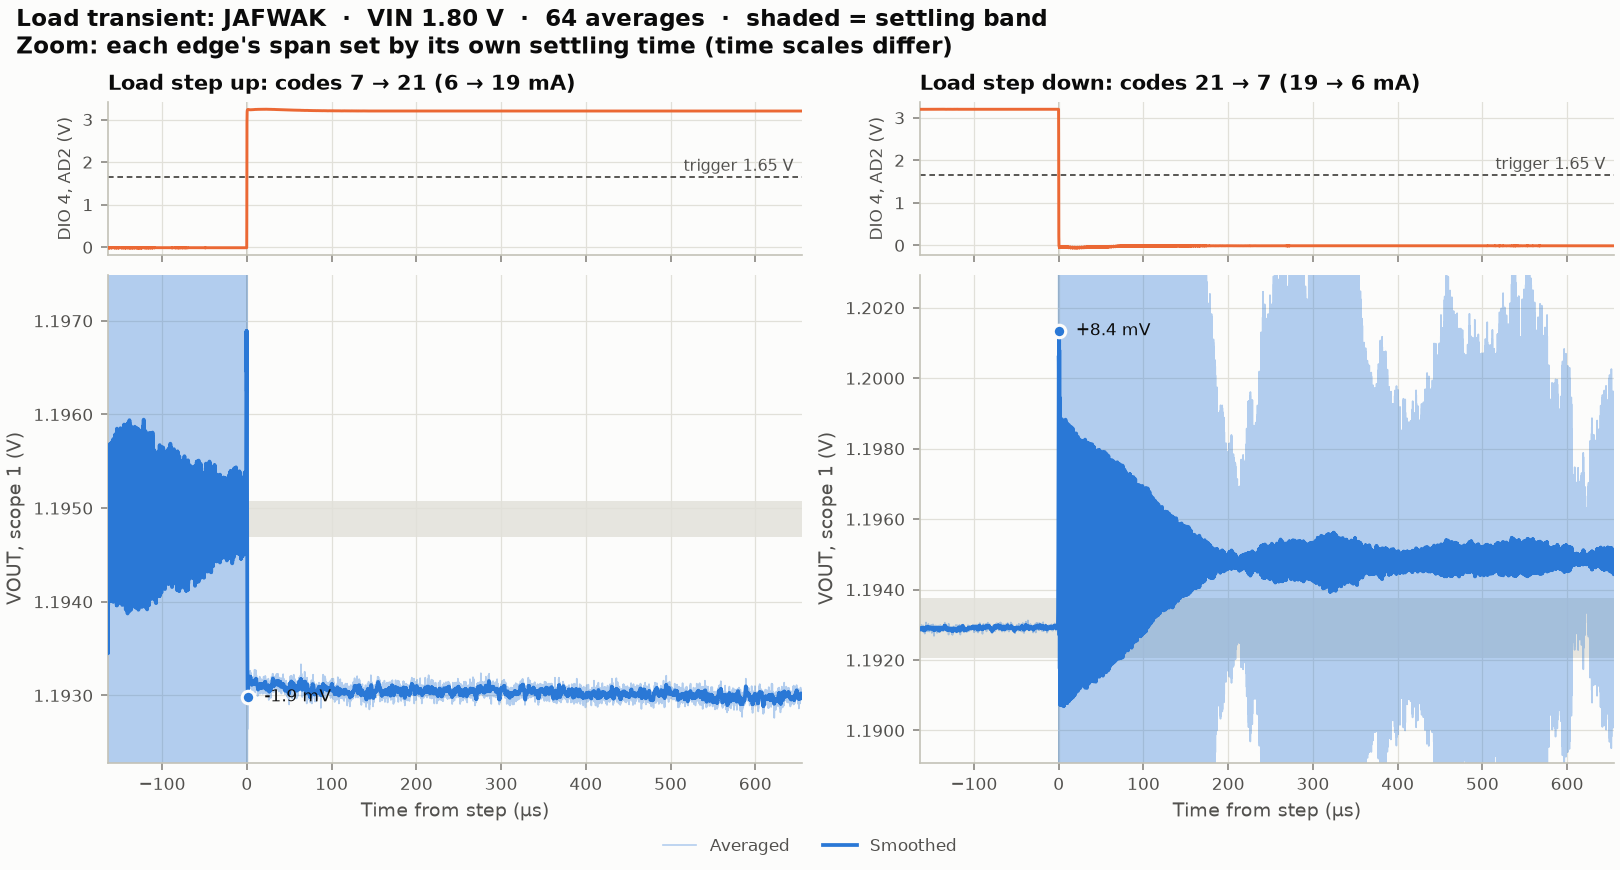 Load transient: JAFWAK · VIN 1.80 V · 64 averages · shaded = settling band
Zoom: each edge's span set by its own settling time (time scales differ)
Load step up: codes 7 → 21 (6 → 19 mA)
DIO 4, AD2 (V)
3
2
1
0
trigger 1.65 V
VOUT, scope 1 (V)
1.1970
1.1960
1.1950
1.1940
1.1930
-1.9 mV
−100
0
100
200
300
400
500
600
Time from step (µs)
Load step down: codes 21 → 7 (19 → 6 mA)
DIO 4, AD2 (V)
3
2
1
0
trigger 1.65 V
VOUT, scope 1 (V)
1.2020
1.2000
1.1980
1.1960
1.1940
1.1920
1.1900
+8.4 mV
−100
0
100
200
300
400
500
600
Time from step (µs)
Averaged
Smoothed